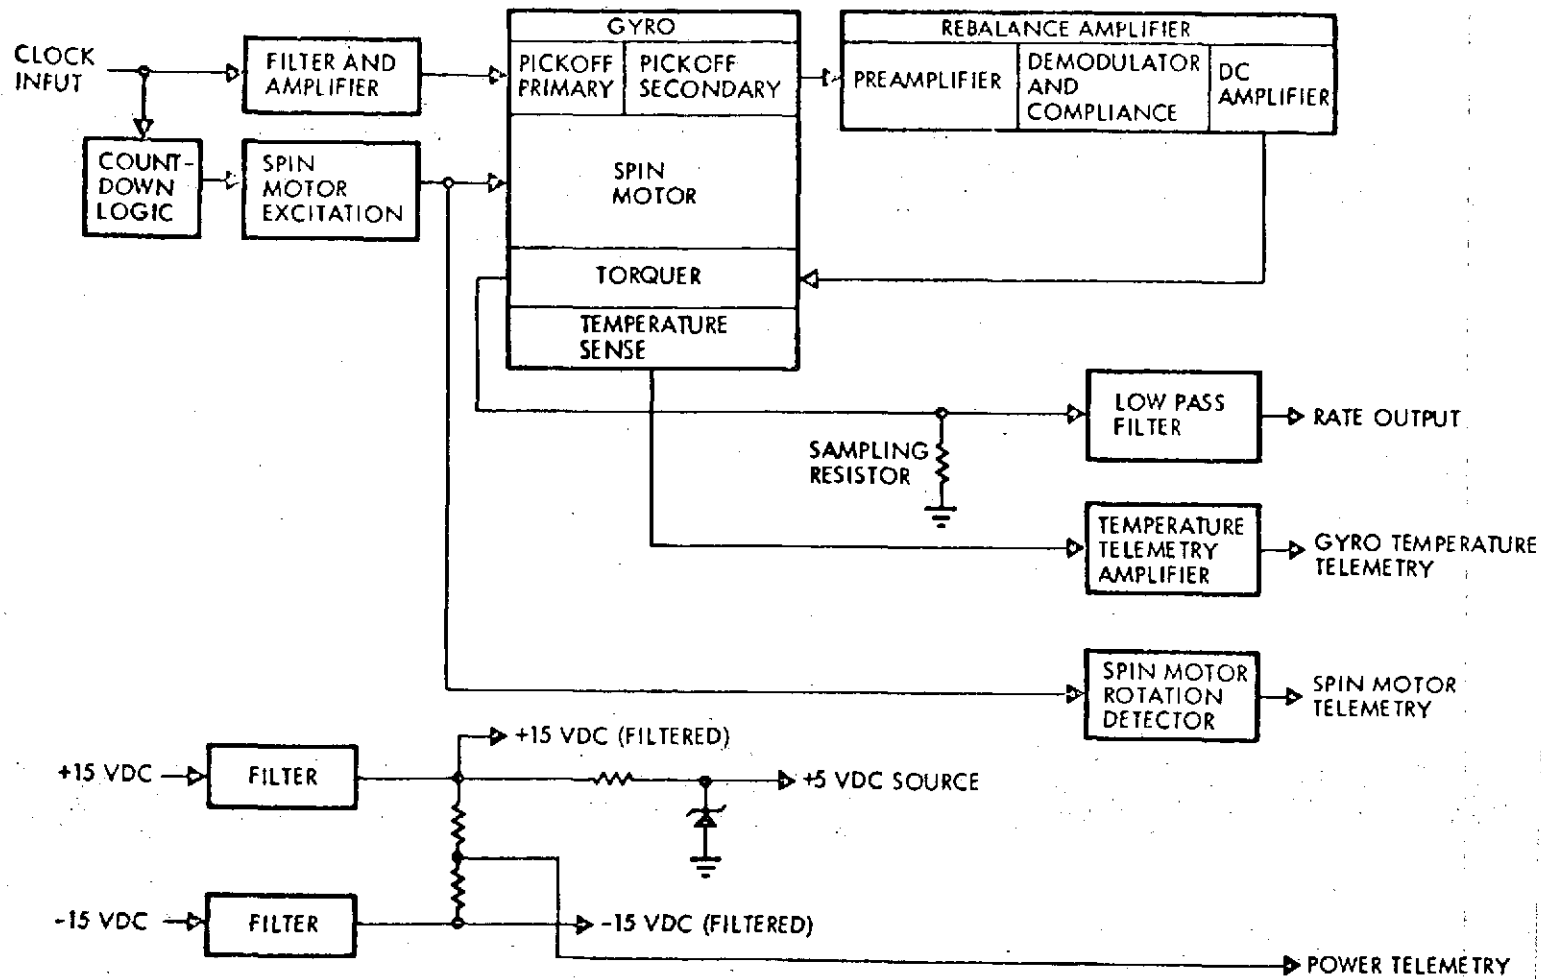 CLOCK
INPUT
FILTER AND
AMPLIFIER
COUNT-
DOWN
LOGIC
SPIN
MOTOR
EXCITATION
GYRO
PICKOFF
PRIMARY
PICKOFF
SECONDARY
SPIN
MOTOR
TORQUER
TEMPERATURE
SENSE
REBALANCE AMPLIFIER
PREAMPLIFIER
DEMODULATOR
AND
COMPLIANCE
DC
AMPLIFIER
SAMPLING
RESISTOR
LOW PASS
FILTER
RATE OUTPUT
TEMPERATURE
TELEMETRY
AMPLIFIER
GYRO TEMPERATURE
TELEMETRY
SPIN MOTOR
ROTATION
DETECTOR
SPIN MOTOR
TELEMETRY
+15 VDC
FILTER
+15 VDC (FILTERED)
+5 VDC SOURCE
-15 VDC
FILTER
-15 VDC (FILTERED)
POWER TELEMETRY